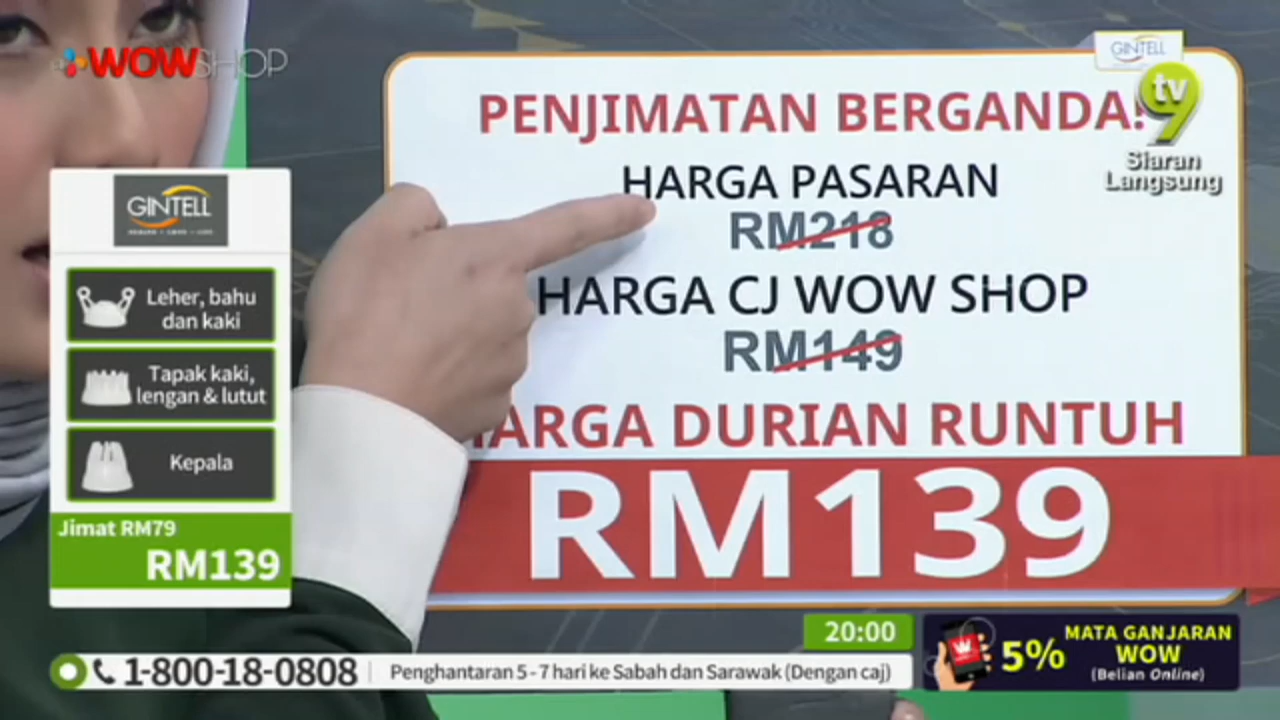 WOWSHOP
GINTELL
tv9
Siaran
Langsung
PENJIMATAN BERGANDA!
HARGA PASARAN
RM218
HARGA CJ WOW SHOP
RM149
HARGA DURIAN RUNTUH
RM139
GINTELL
Leher, bahu
dan kaki
Tapak kaki,
lengan & lutut
Kepala
Jimat RM79
RM139
20:00
1-800-18-0808
Penghantaran 5 - 7 hari ke Sabah dan Sarawak (Dengan caj)
5%
MATA GANJARAN
WOW
(Belian Online)